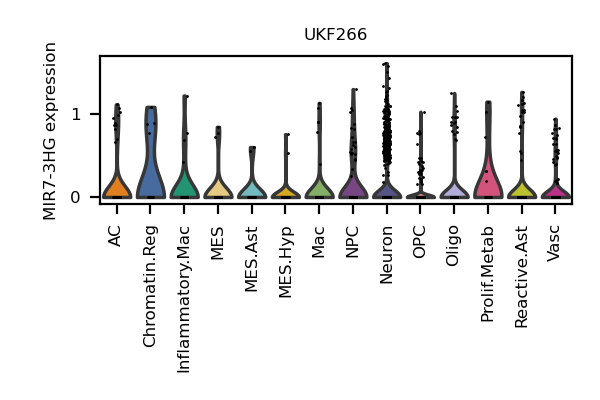 UKF266
MIR7-3HG expression
1
0
AC
Chromatin.Reg
Inflammatory.Mac
MES
MES.Ast
MES.Hyp
Mac
NPC
Neuron
OPC
Oligo
Prolif.Metab
Reactive.Ast
Vasc